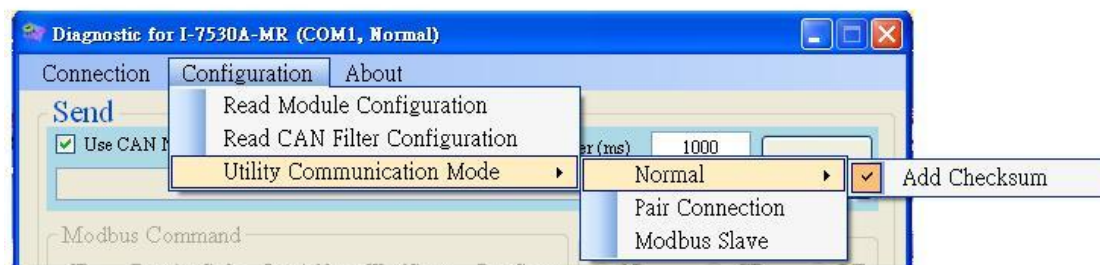 Diagnostic for I-7530A-MR (COM1, Normal)
Connection Configuration About
Send
Read Module Configuration
Use CAN
Read CAN Filter Configuration
(ms) 1000
Utility Communication Mode
Normal
Add Checksum
Pair Connection
Modbus Command
Modbus Slave